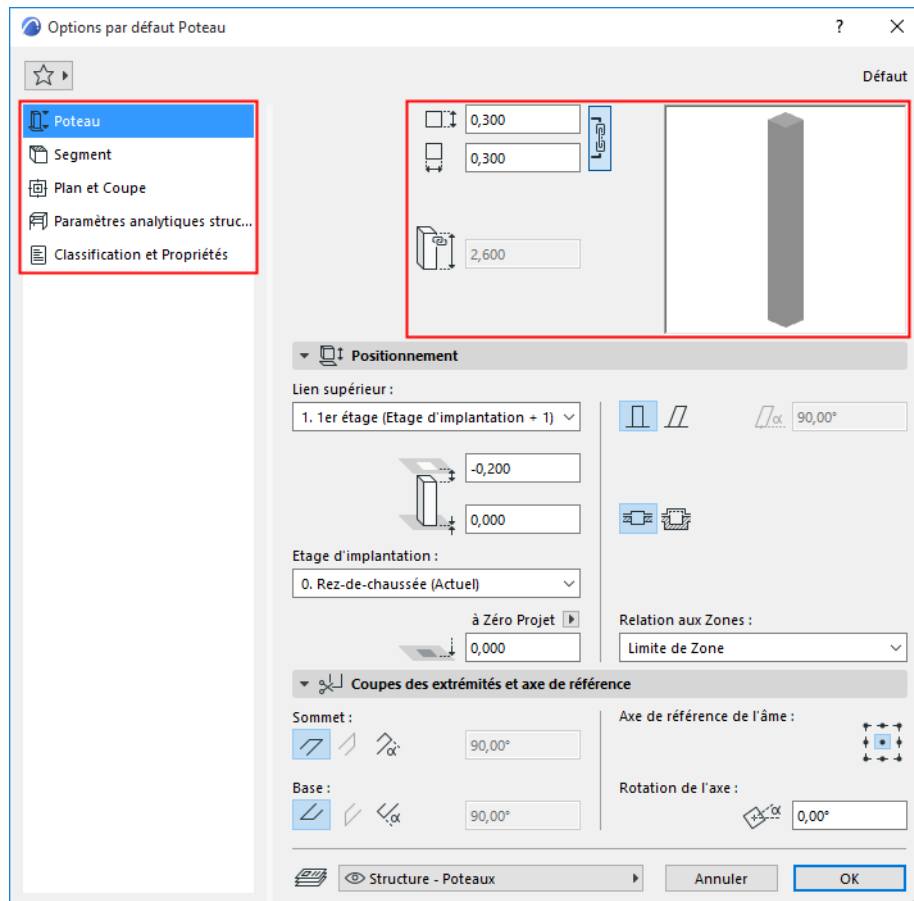 Options par défaut Poteau
?
Défaut
Poteau
Segment
Plan et Coupe
Paramètres analytiques struc...
Classification et Propriétés
0,300
0,300
2,600
Positionnement
Lien supérieur :
1. 1er étage (Etage d'implantation + 1)
α 90,00°
-0,200
0,000
Etage d'implantation :
0. Rez-de-chaussée (Actuel)
à Zéro Projet
Relation aux Zones :
0,000
Limite de Zone
Coupes des extrémités et axe de référence
Sommet :
Axe de référence de l'âme :
α 90,00°
Base :
Rotation de l'axe :
α 90,00°
α 0,00°
Structure - Poteaux
Annuler
OK